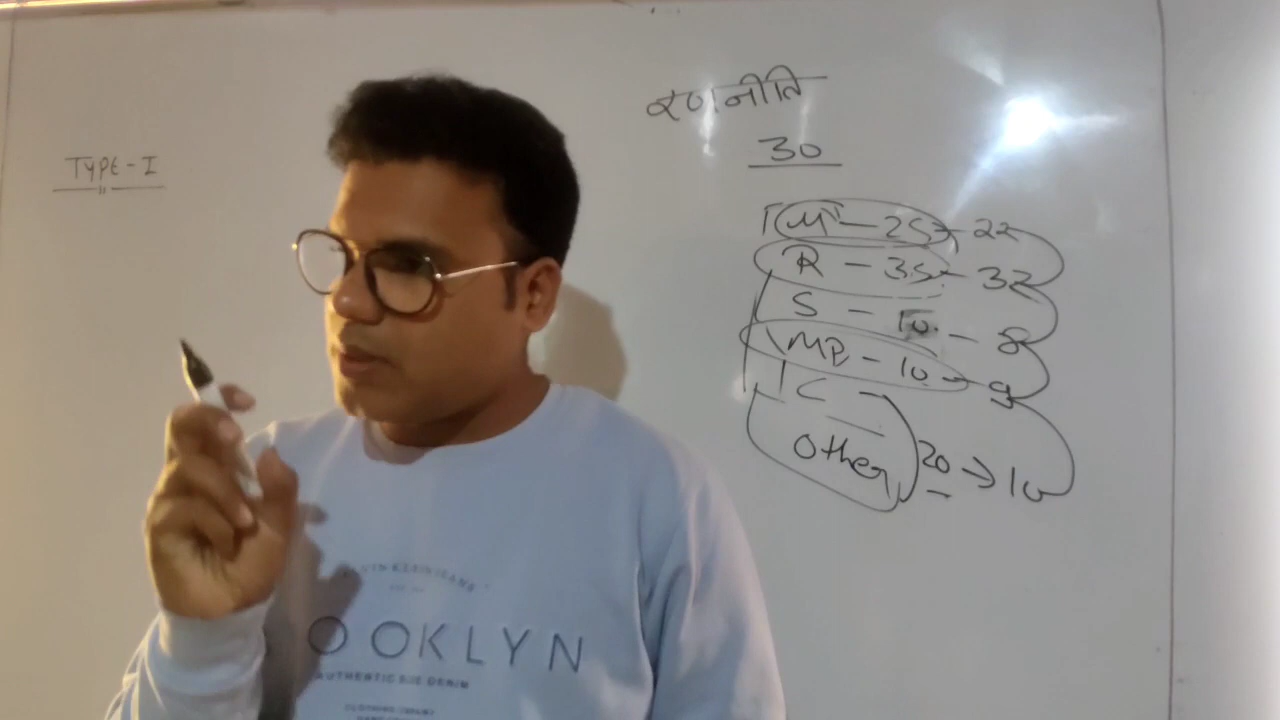 TYPE-I
रणनीति
30
M - 25 - 22
R - 35 - 32
S - 10 - 8
MP - 10 - 9
C -
Other 20 → 10
OOKLYN
AUTHENTIC